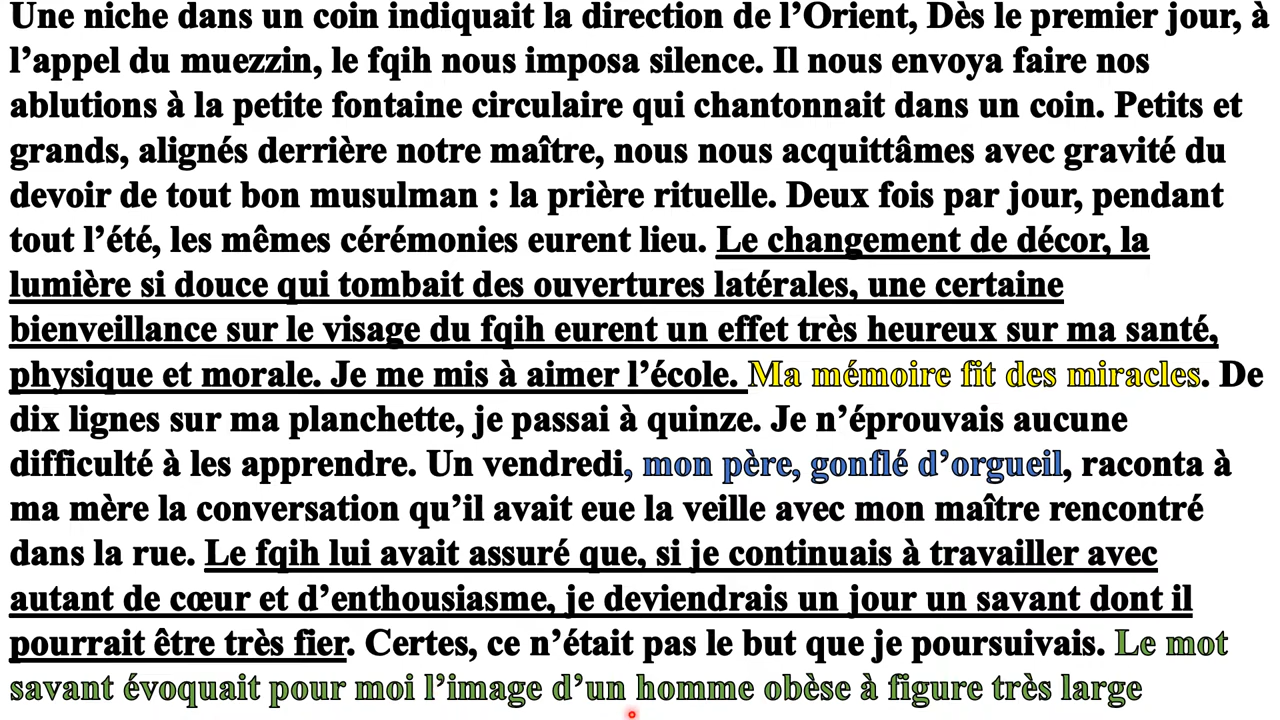 Une niche dans un coin indiquait la direction de l’Orient, Dès le premier jour, à
l’appel du muezzin, le fqih nous imposa silence. Il nous envoya faire nos
ablutions à la petite fontaine circulaire qui chantonnait dans un coin. Petits et
grands, alignés derrière notre maître, nous nous acquittâmes avec gravité du
devoir de tout bon musulman : la prière rituelle. Deux fois par jour, pendant
tout l’été, les mêmes cérémonies eurent lieu. Le changement de décor, la
lumière si douce qui tombait des ouvertures latérales, une certaine
bienveillance sur le visage du fqih eurent un effet très heureux sur ma santé,
physique et morale. Je me mis à aimer l’école. Ma mémoire fit des miracles. De
dix lignes sur ma planchette, je passai à quinze. Je n’éprouvais aucune
difficulté à les apprendre. Un vendredi, mon père, gonflé d’orgueil, raconta à
ma mère la conversation qu’il avait eue la veille avec mon maître rencontré
dans la rue. Le fqih lui avait assuré que, si je continuais à travailler avec
autant de cœur et d’enthousiasme, je deviendrais un jour un savant dont il
pourrait être très fier. Certes, ce n’était pas le but que je poursuivais. Le mot
savant évoquait pour moi l’image d’un homme obèse à figure très large